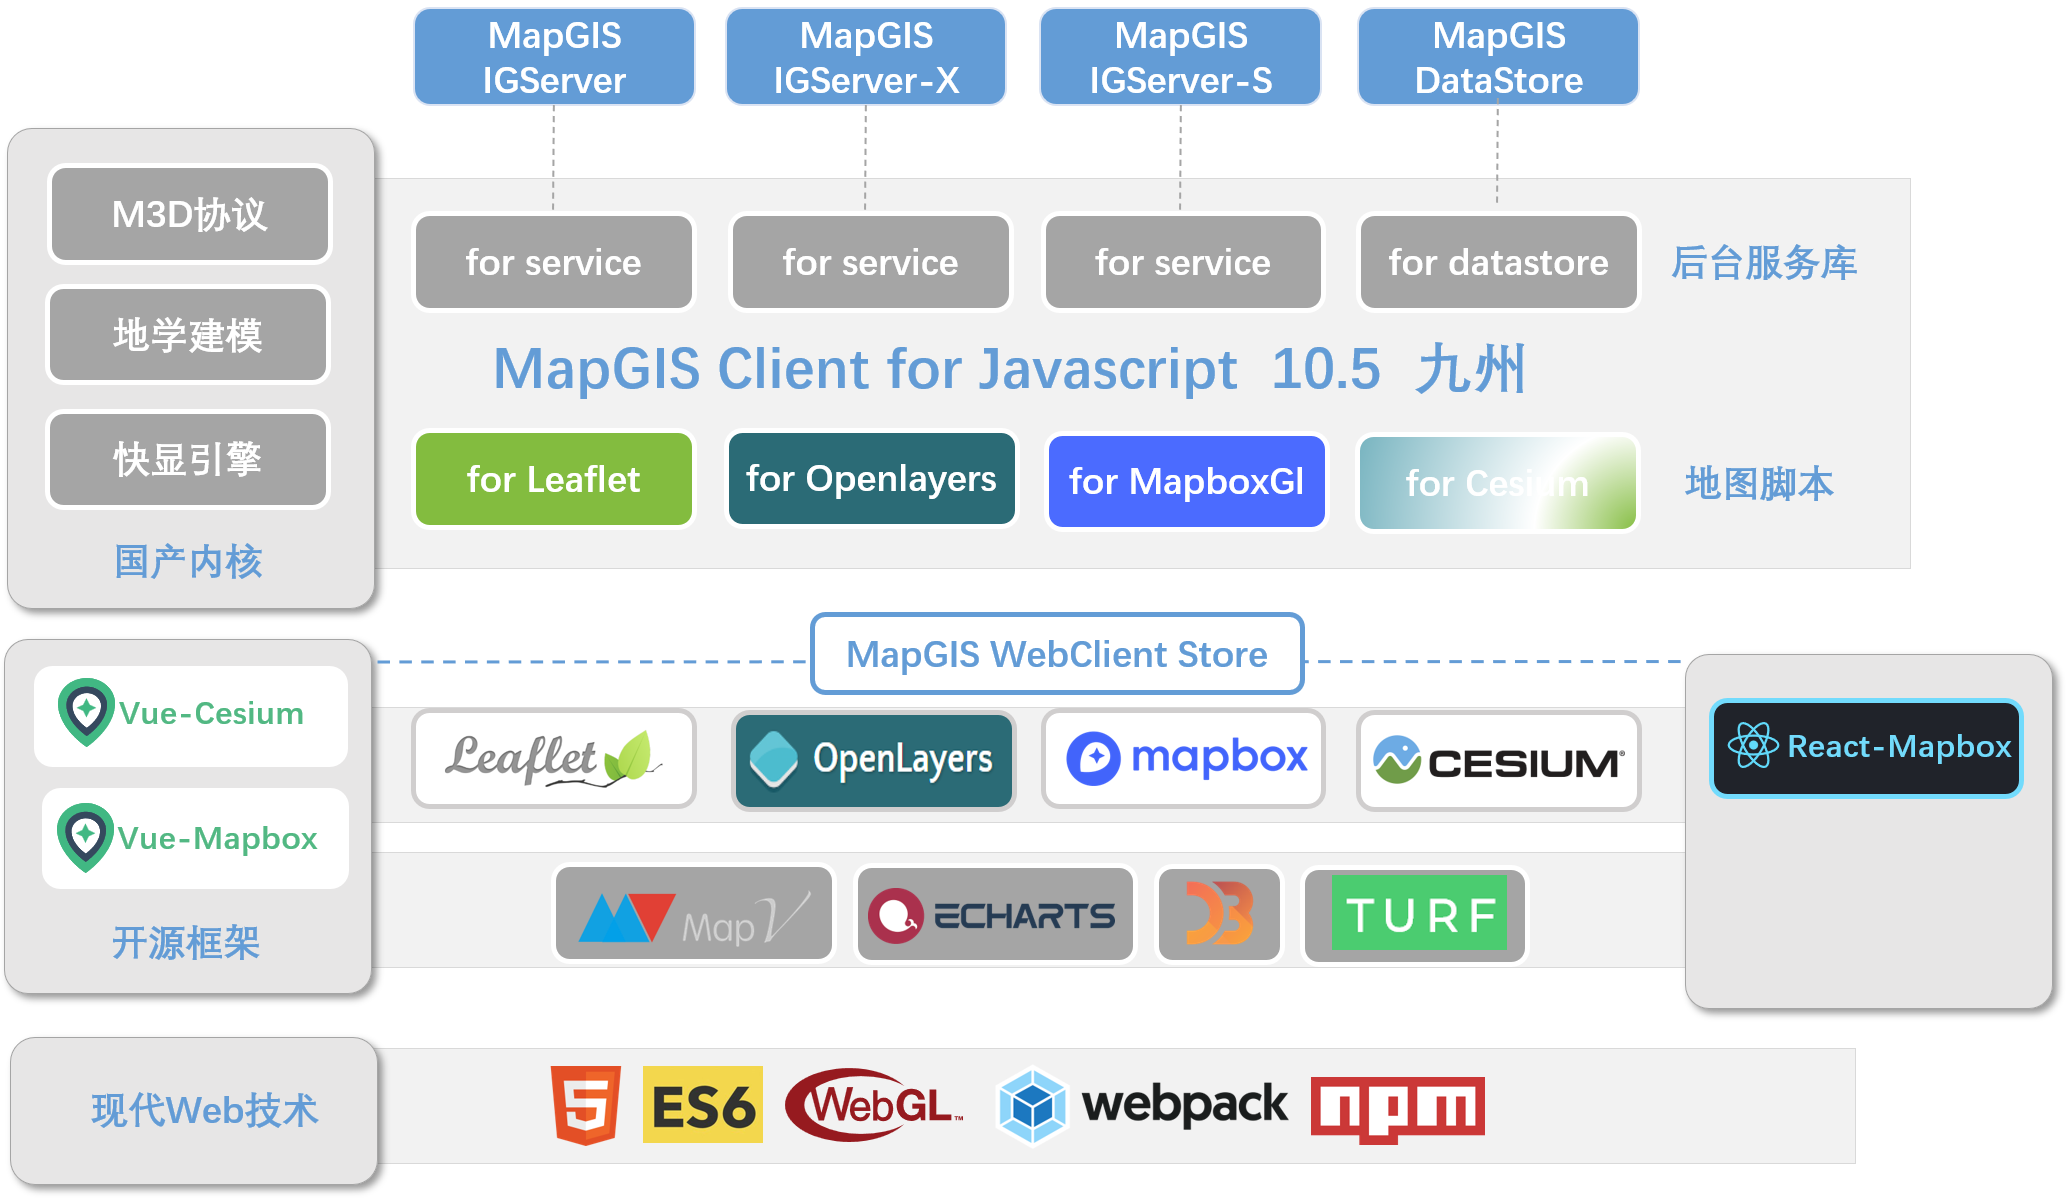 MapGIS
IGServer
MapGIS
IGServer-X
MapGIS
IGServer-S
MapGIS
DataStore
M3D协议
地学建模
快显引擎
国产内核
for service
for service
for service
for datastore
后台服务库
MapGIS Client for Javascript 10.5 九州
for Leaflet
for Openlayers
for MapboxGl
for Cesium
地图脚本
MapGIS WebClient Store
Vue-Cesium
Vue-Mapbox
开源框架
Leaflet
OpenLayers
mapbox
CESIUM®
React-Mapbox
MapV
ECHARTS
D3
TURF
现代Web技术
5
ES6
WebGL™
webpack
npm